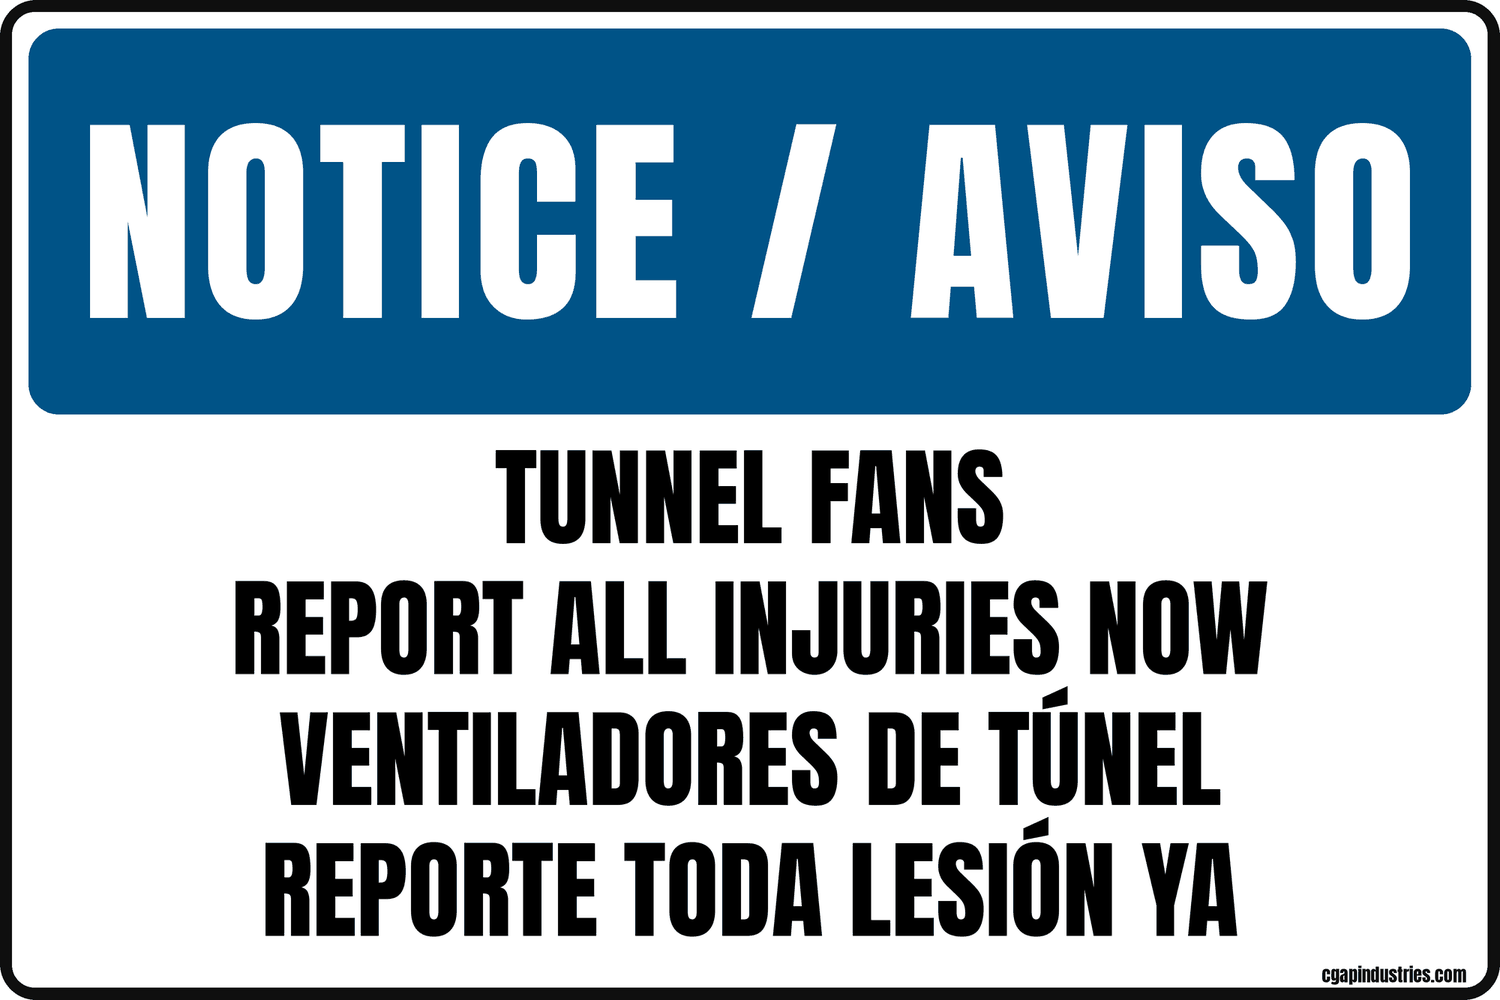 NOTICE / AVISO
TUNNEL FANS
REPORT ALL INJURIES NOW
VENTILADORES DE TÚNEL
REPORTE TODA LESIÓN YA
cgapindustries.com